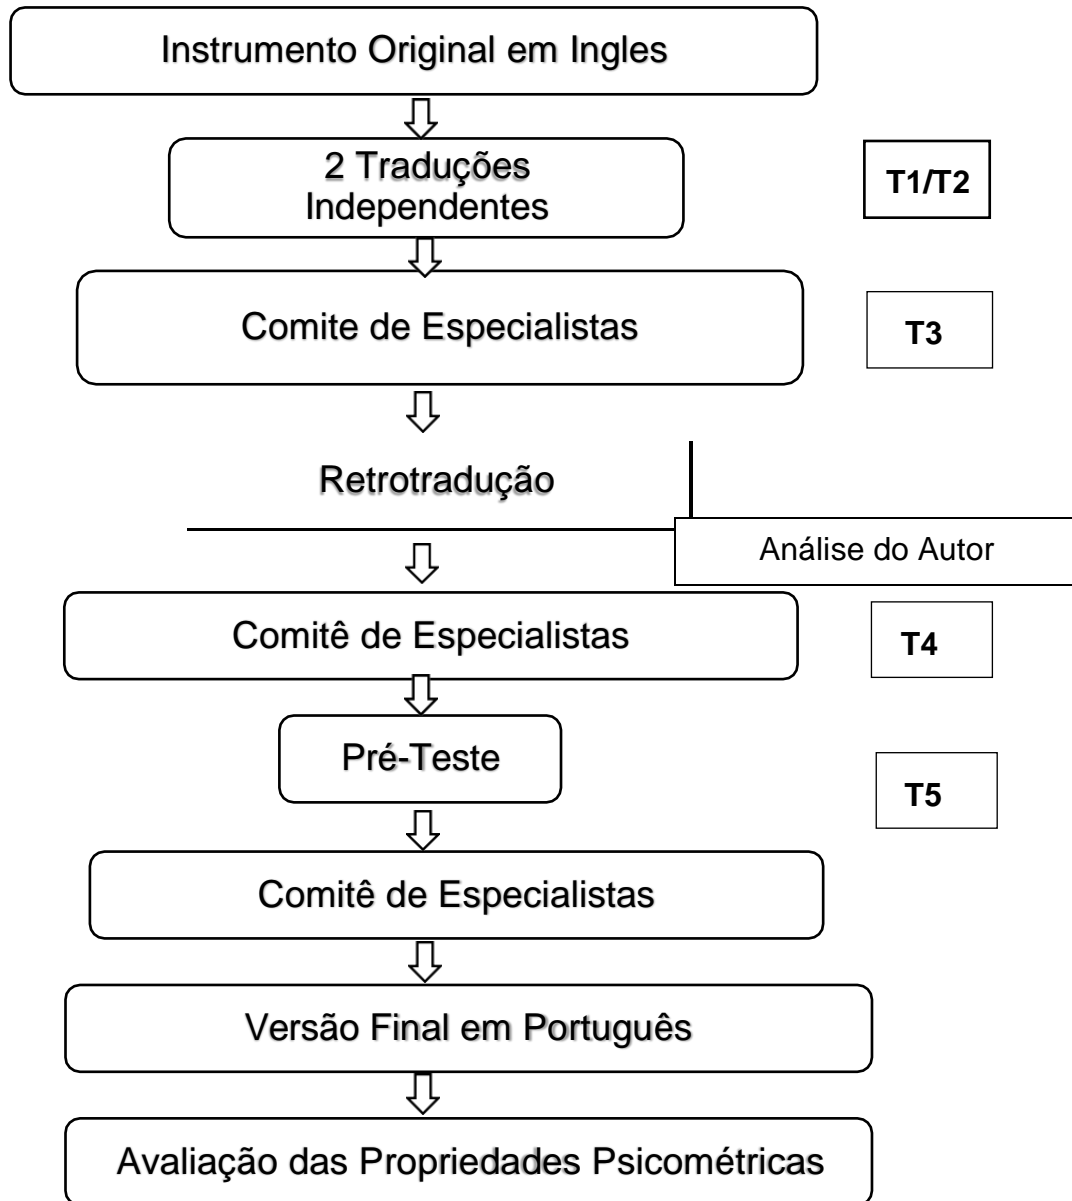 Instrumento Original em Ingles
2 Traduções
Independentes
T1/T2
Comite de Especialistas
T3
Retrotradução
Análise do Autor
Comitê de Especialistas
T4
Pré-Teste
T5
Comitê de Especialistas
Versão Final em Português
Avaliação das Propriedades Psicométricas